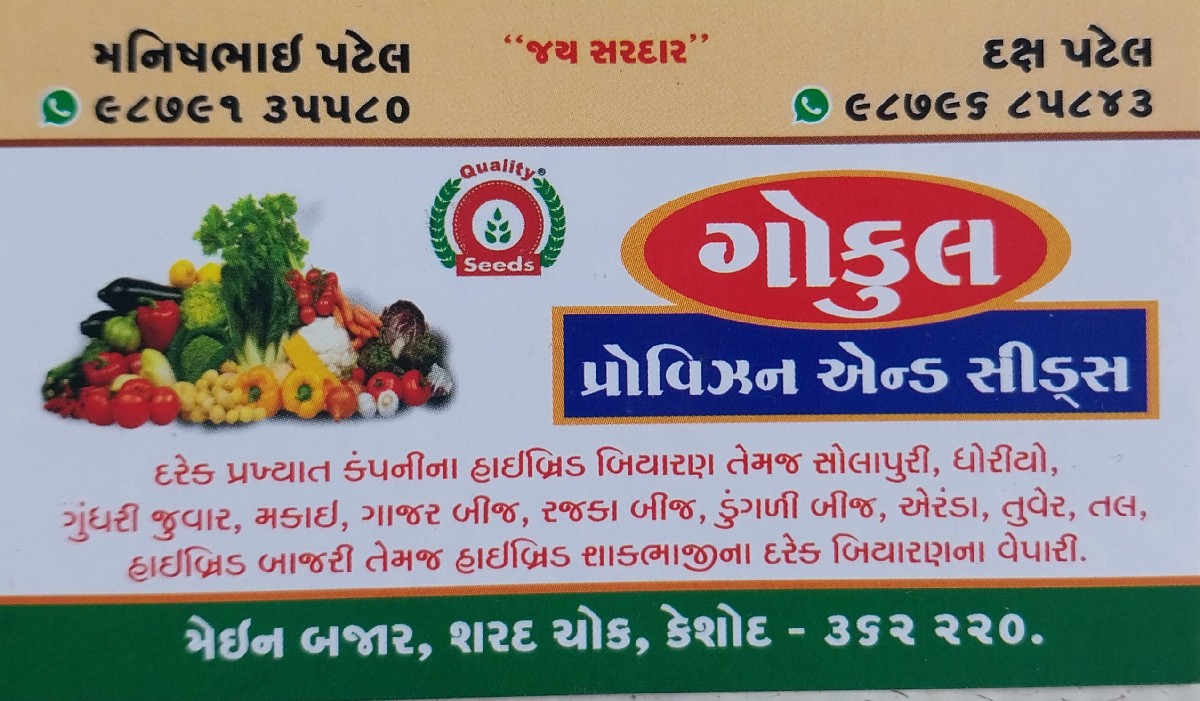 મનિષભાઈ પટેલ
૯૮૭૯૧ ૩૫૫૮૦
“જય સરદાર”
દક્ષ પટેલ
૯૮૭૯૬ ૮૫૮૪૩
Quality®
Seeds
ગોકુલ
પ્રોવિઝન એન્ડ સીડ્સ
દરેક પ્રખ્યાત કંપનીના હાઈબ્રિડ બિયારણ તેમજ સોલાપુરી, ધોરીયો,
ગુંધરી જુવાર, મકાઈ, ગાજર બીજ, રજકા બીજ, ડુંગળી બીજ, એરંડા, તુવેર, તલ,
હાઈબ્રિડ બાજરી તેમજ હાઈબ્રિડ શાકભાજીના દરેક બિયારણના વેપારી.
મેઈન બજાર, શરદ ચોક, કેશોદ - ૩૬૨ ૨૨૦.